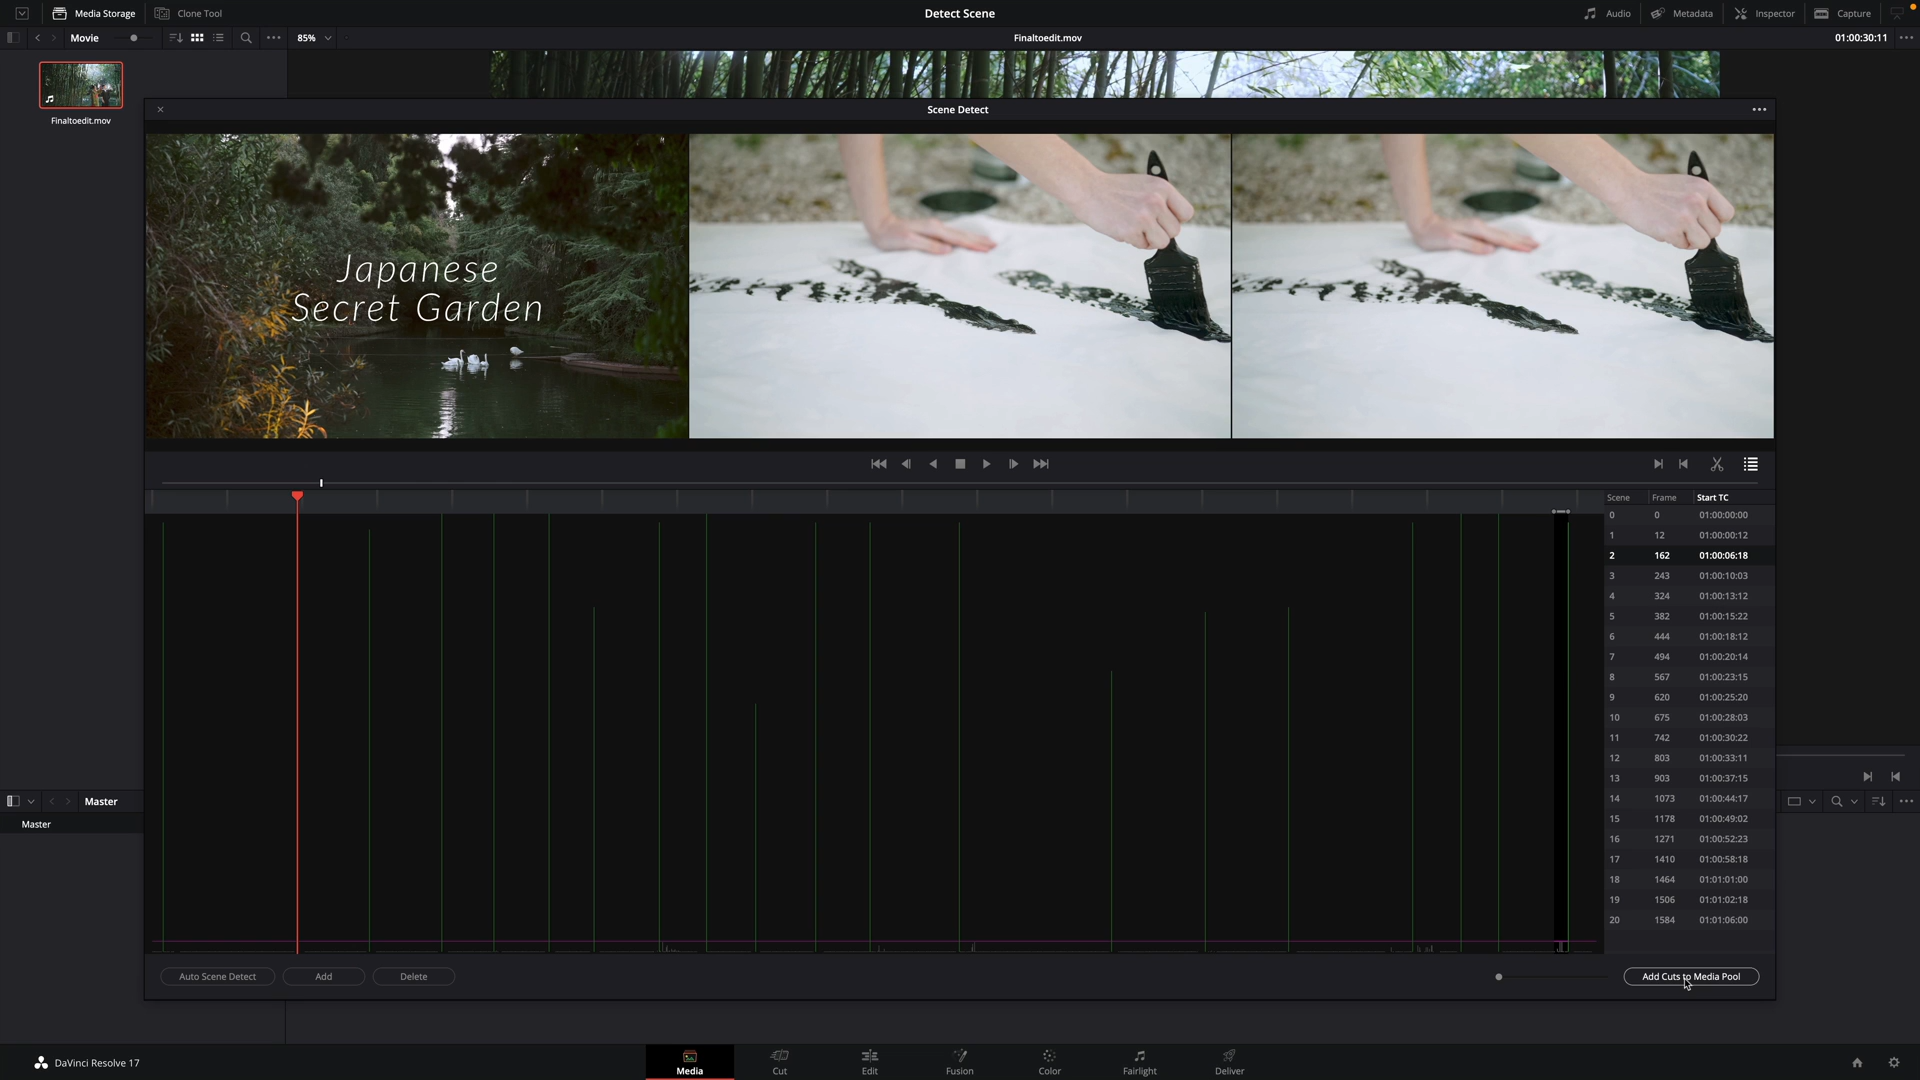 Media Storage
Clone Tool
Detect Scene
Audio
Metadata
Inspector
Capture
Movie
85%
Finaltoedit.mov
01:00:30:11
Finaltoedit.mov
Scene Detect
Japanese
Secret Garden
Scene Frame Start TC
0 0 01:00:00:00
1 12 01:00:00:12
2 162 01:00:06:18
3 243 01:00:10:03
4 324 01:00:13:12
5 382 01:00:15:22
6 444 01:00:18:12
7 494 01:00:20:14
8 567 01:00:23:15
9 620 01:00:25:20
10 675 01:00:28:03
11 742 01:00:30:22
12 803 01:00:33:11
13 903 01:00:37:15
14 1073 01:00:44:17
15 1178 01:00:49:02
16 1271 01:00:52:23
17 1410 01:00:58:18
18 1464 01:01:01:00
19 1506 01:01:02:18
20 1584 01:01:06:00
Master
Master
Auto Scene Detect
Add
Delete
Add Cuts to Media Pool
DaVinci Resolve 17
Media
Cut
Edit
Fusion
Color
Fairlight
Deliver